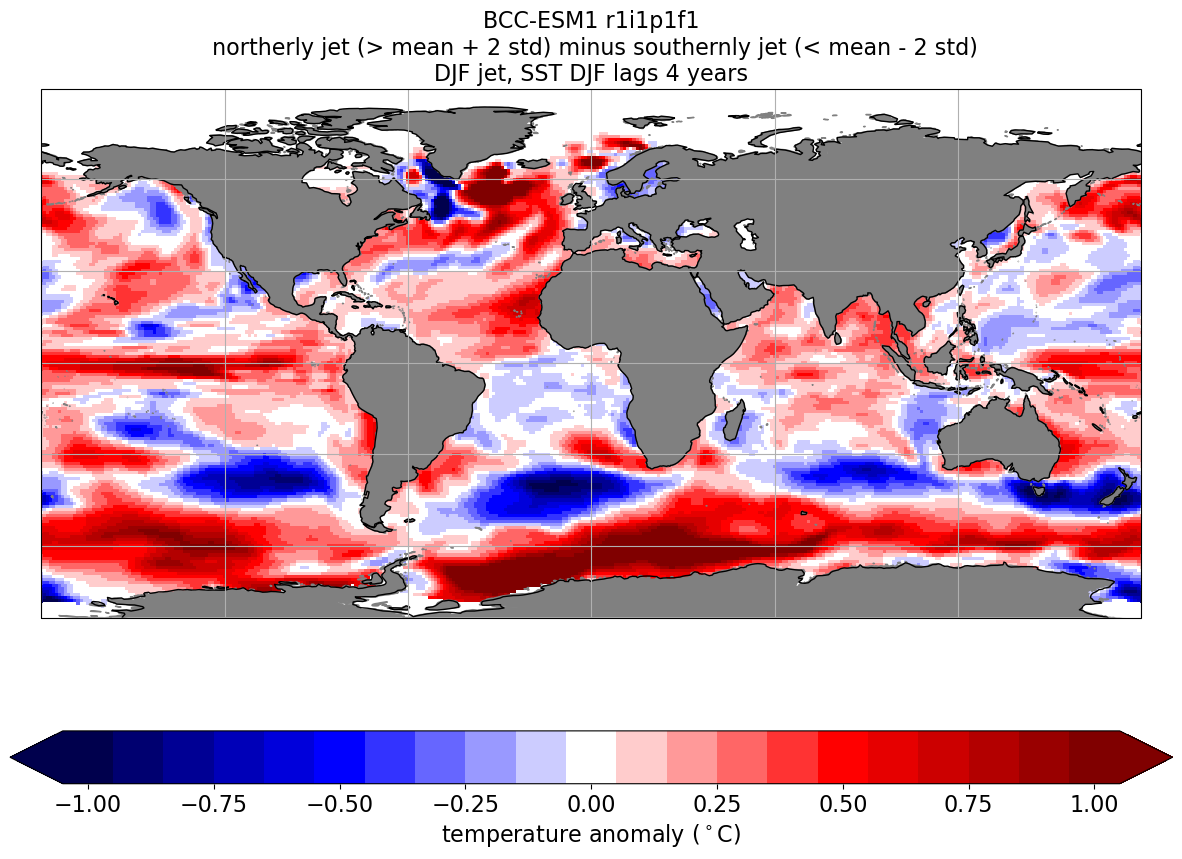 BCC-ESM1 r1i1p1f1
northerly jet (> mean + 2 std) minus southernly jet (< mean - 2 std)
DJF jet, SST DJF lags 4 years
−1.00 −0.75 −0.50 −0.25 0.00 0.25 0.50 0.75 1.00
temperature anomaly (°C)